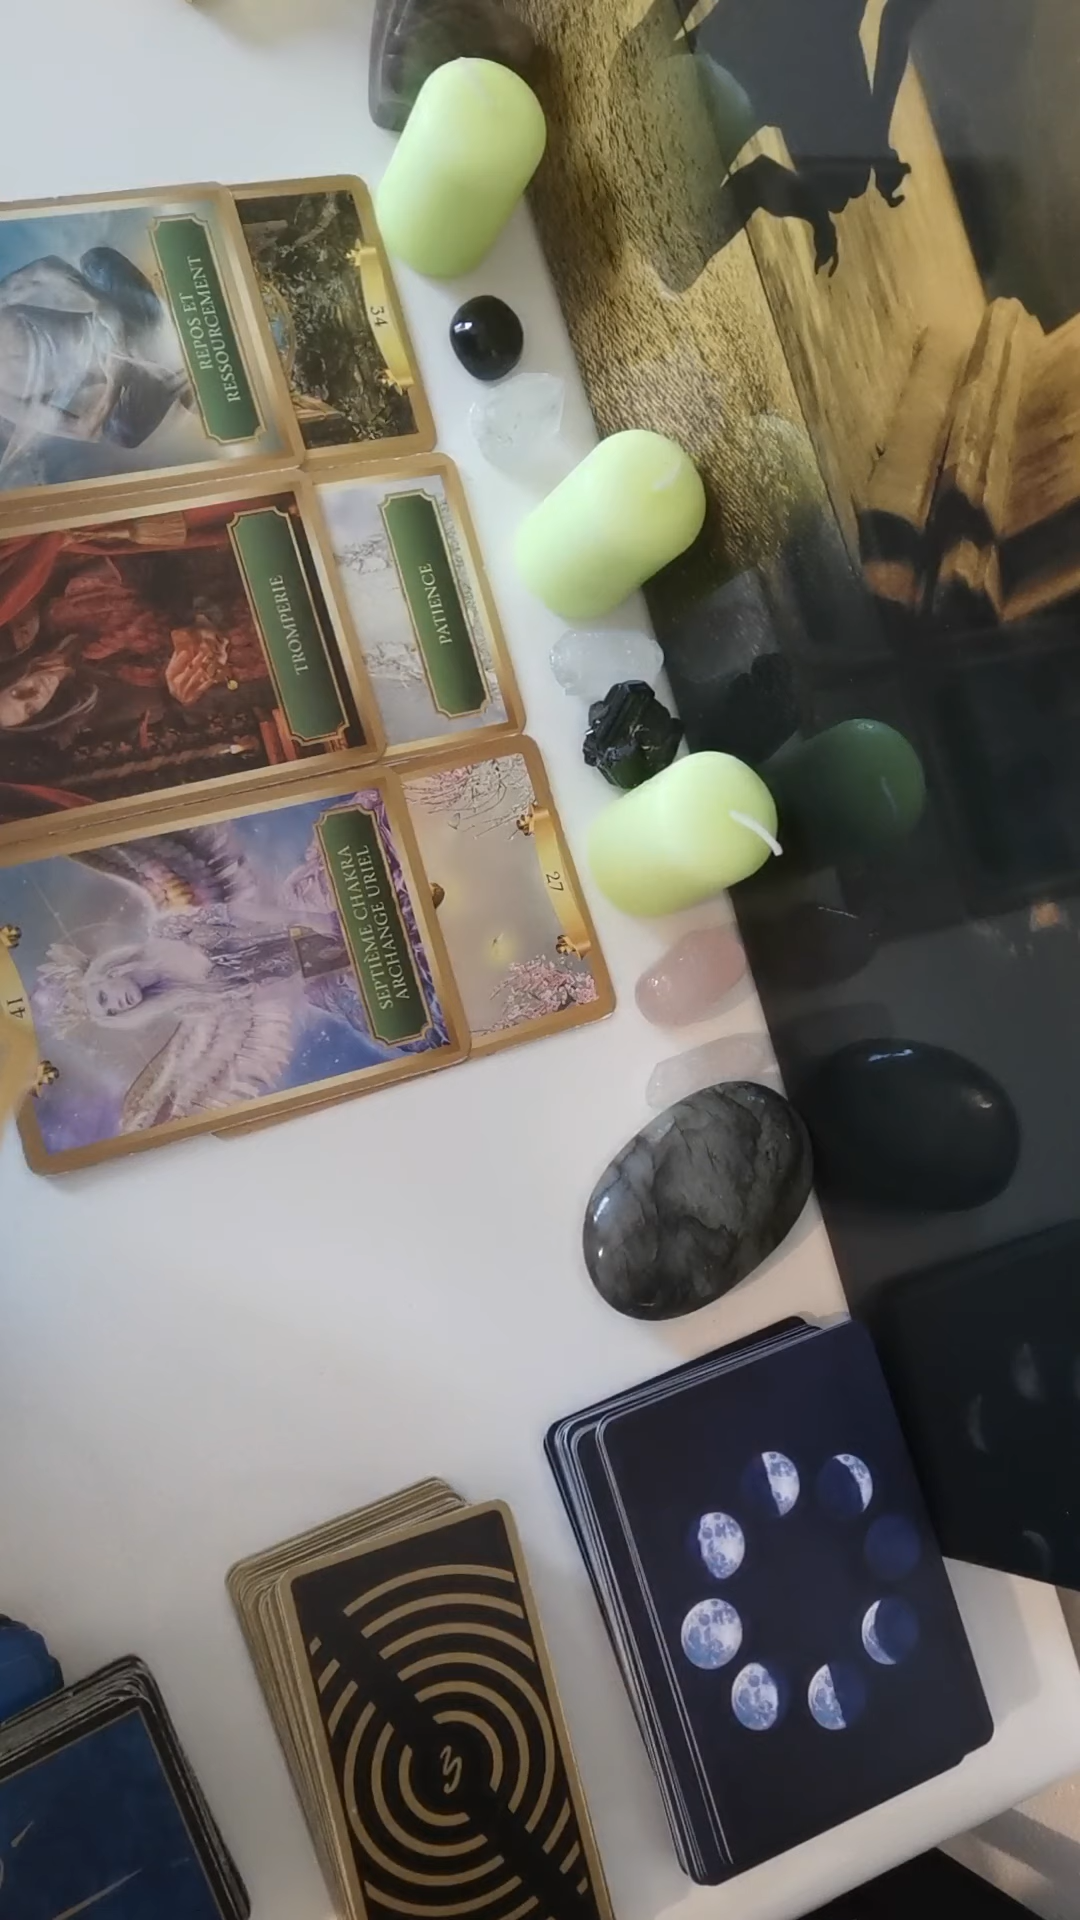 34
REPOS ET
RESSOURCEMENT
PATIENCE
TROMPERIE
27
SEPTIÈME CHAKRA
ARCHANGE URIEL
41